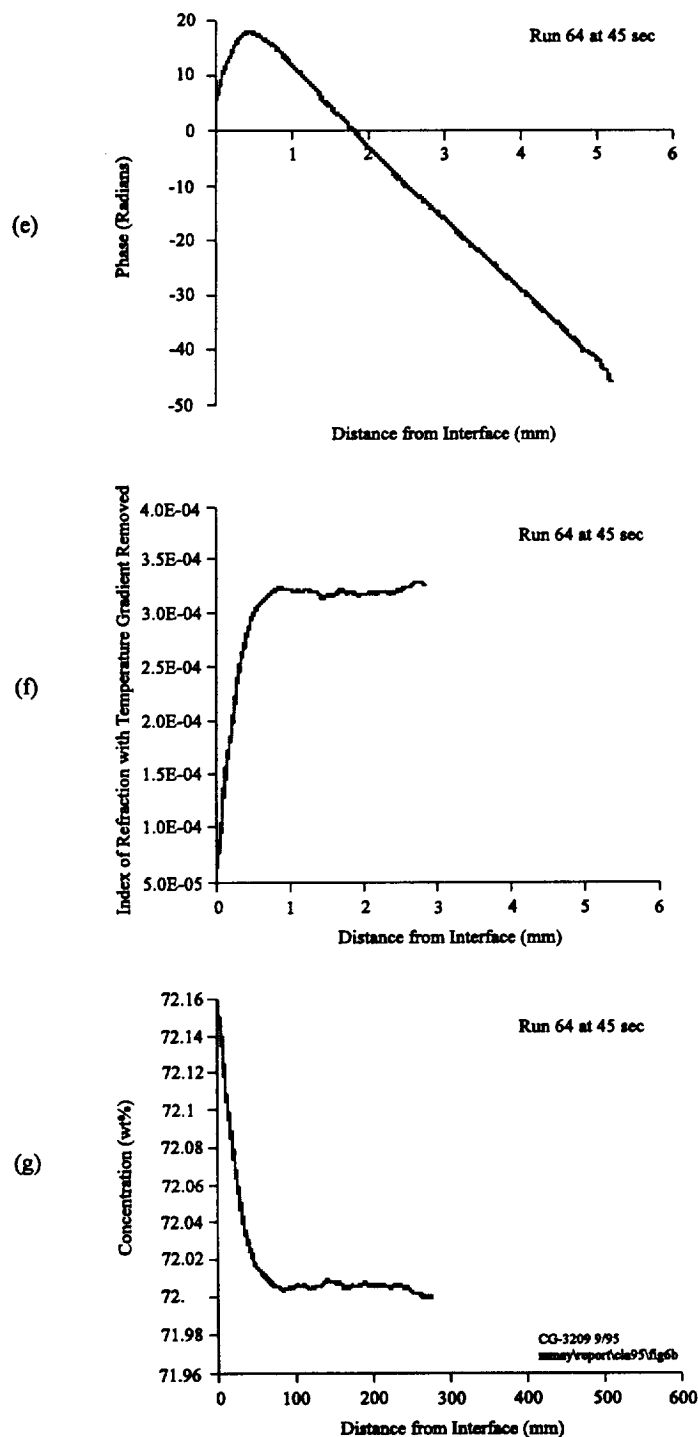 (e)
Run 64 at 45 sec
Phase (Radians)
20
10
0
-10
-20
-30
-40
-50
1
2
3
4
5
6
Distance from Interface (mm)
(f)
Run 64 at 45 sec
Index of Refraction with Temperature Gradient Removed
4.0E-04
3.5E-04
3.0E-04
2.5E-04
2.0E-04
1.5E-04
1.0E-04
5.0E-05
0 1 2 3 4 5 6
Distance from Interface (mm)
(g)
Run 64 at 45 sec
Concentration (wt%)
72.16
72.14
72.12
72.1
72.08
72.06
72.04
72.02
72.
71.98
71.96
0 100 200 300 400 500 600
Distance from Interface (mm)
CG-3209 9/95